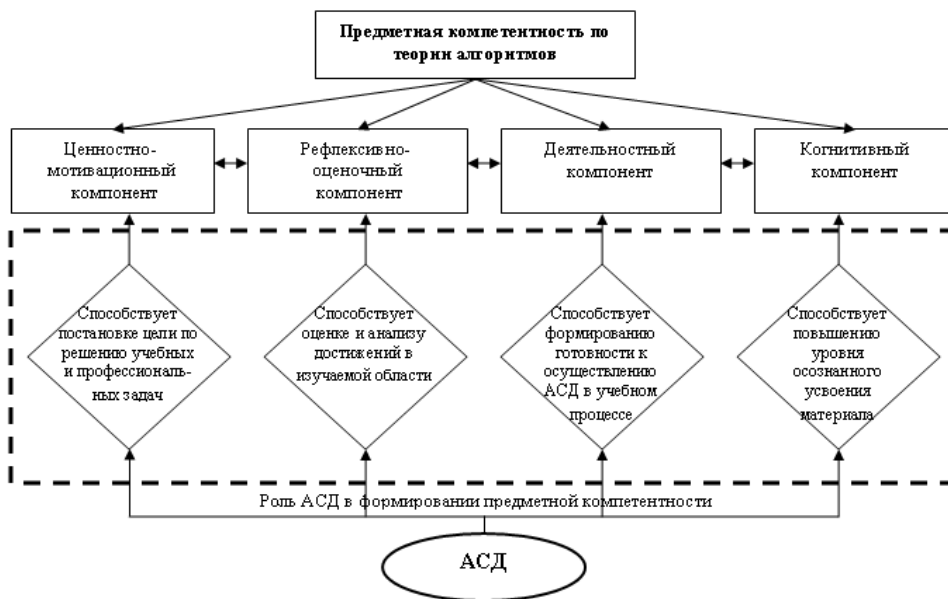 Предметная компетентность по
теории алгоритмов
Ценностно-
мотивационный
компонент
Рефлексивно-
оценочный
компонент
Деятельностный
компонент
Когнитивный
компонент
Способствует
постановке цели по
решению учебных
и профессиональ-
ных задач
Способствует
оценке и анализу
достижений в
изучаемой области
Способствует
формированию
готовности к
осуществлению
АСД в учебном
процессе
Способствует
повышению
уровня
осознанного
усвоения
материала
Роль АСД в формировании предметной компетентности
АСД